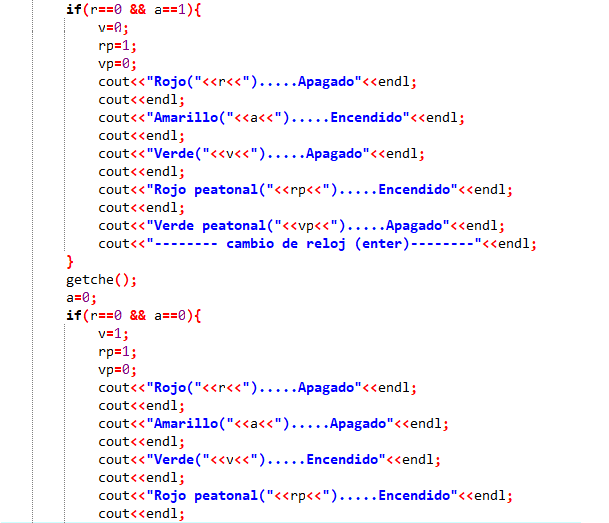 if(r==0 && a==1){
v=0;
rp=1;
vp=0;
cout<<"Rojo("<<r<<").....Apagado"<<endl;
cout<<endl;
cout<<"Amarillo("<<a<<").....Encendido"<<endl;
cout<<endl;
cout<<"Verde("<<v<<").....Apagado"<<endl;
cout<<endl;
cout<<"Rojo peatonal("<<rp<<").....Encendido"<<endl;
cout<<endl;
cout<<"Verde peatonal("<<vp<<").....Apagado"<<endl;
cout<<"-------- cambio de reloj (enter)--------"<<endl;
}
getche();
a=0;
if(r==0 && a==0){
v=1;
rp=1;
vp=0;
cout<<"Rojo("<<r<<").....Apagado"<<endl;
cout<<endl;
cout<<"Amarillo("<<a<<").....Apagado"<<endl;
cout<<endl;
cout<<"Verde("<<v<<").....Encendido"<<endl;
cout<<endl;
cout<<"Rojo peatonal("<<rp<<").....Encendido"<<endl;
cout<<endl;